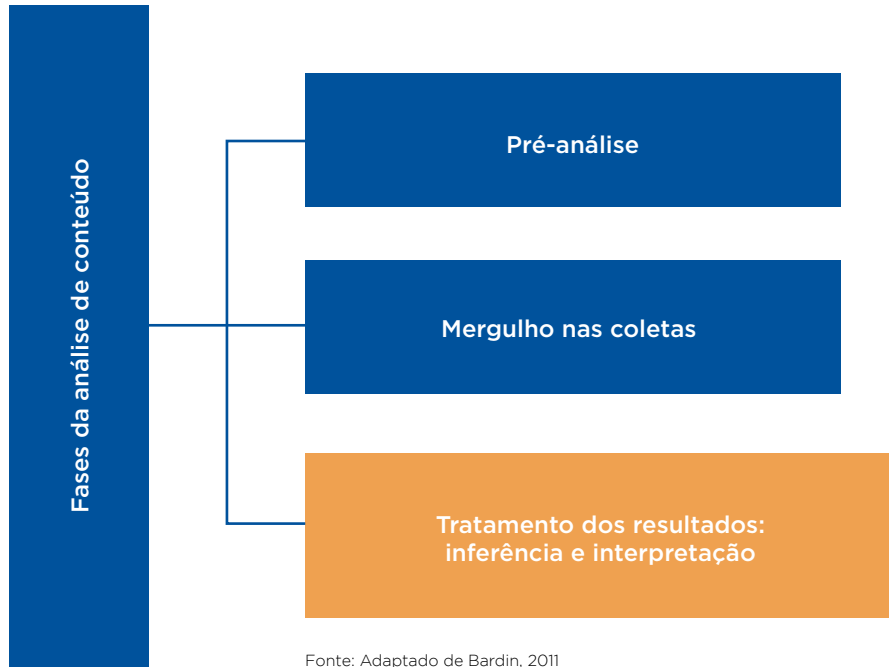 Fases da análise de conteúdo
Pré-análise
Mergulho nas coletas
Tratamento dos resultados:
inferência e interpretação
Fonte: Adaptado de Bardin, 2011